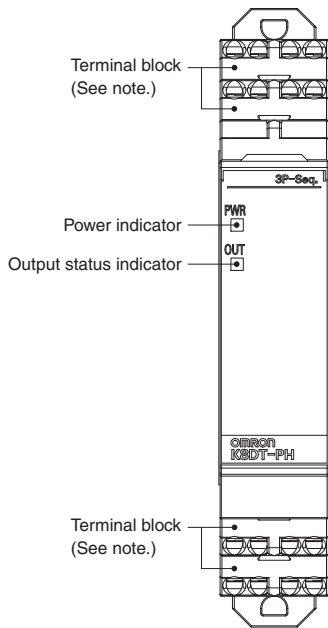 Terminal block
(See note.)
3P-Seq.
PWR
Power indicator
OUT
Output status indicator
OMRON
K8DT-PH
Terminal block
(See note.)